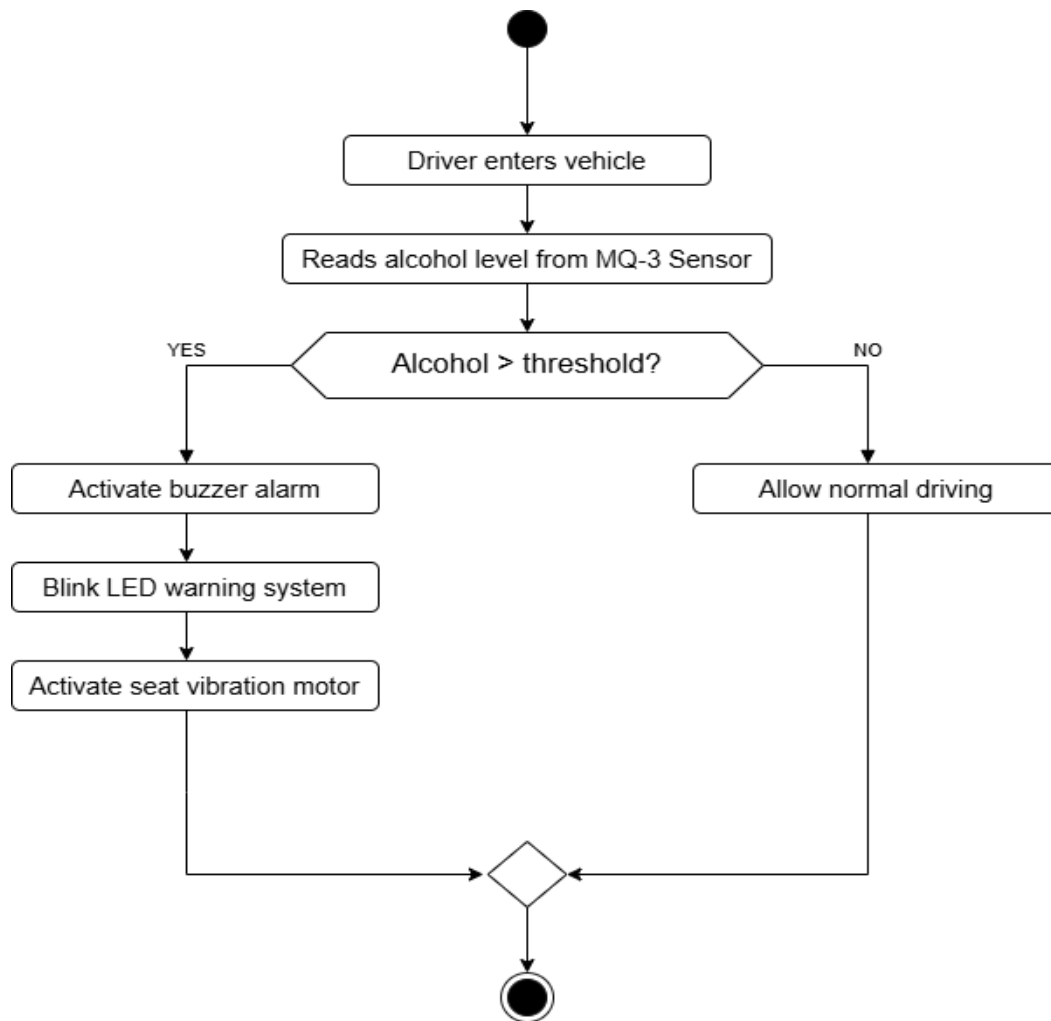 Driver enters vehicle
Reads alcohol level from MQ-3 Sensor
Alcohol > threshold?
YES
NO
Activate buzzer alarm
Allow normal driving
Blink LED warning system
Activate seat vibration motor